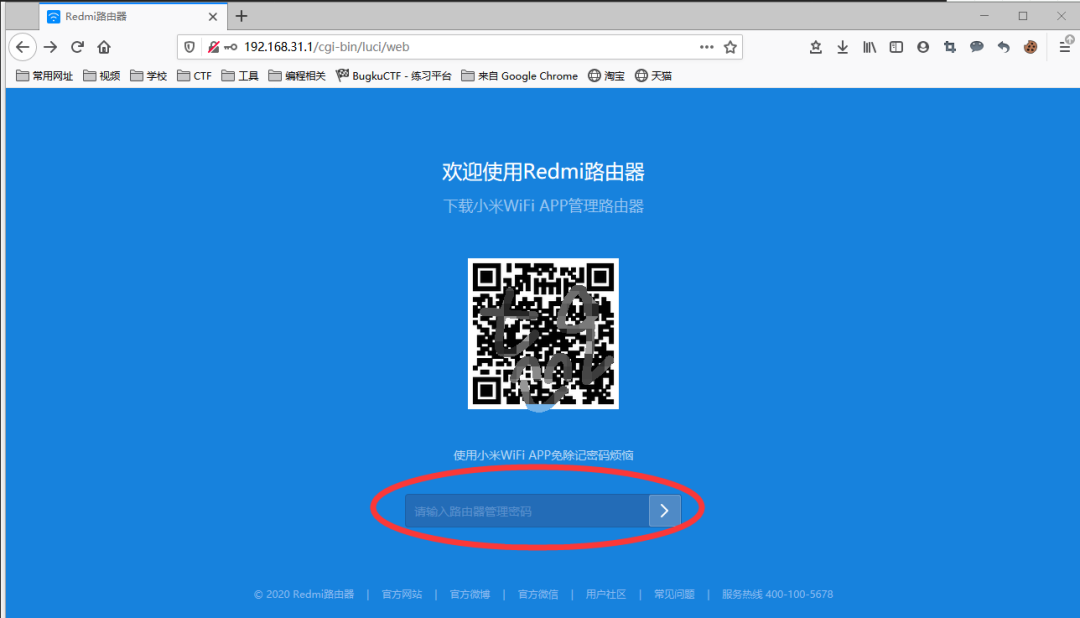 Redmi路由器
192.168.31.1/cgi-bin/luci/web
常用网址 视频 学校 CTF 工具 编程相关 BugkuCTF - 练习平台 来自 Google Chrome 淘宝 天猫
欢迎使用Redmi路由器
下载小米WiFi APP管理路由器
使用小米WiFi APP免除记密码烦恼
请输入路由器管理密码
© 2020 Redmi路由器 | 官方网站 | 官方微博 | 官方微信 | 用户社区 | 常见问题 | 服务热线 400-100-5678